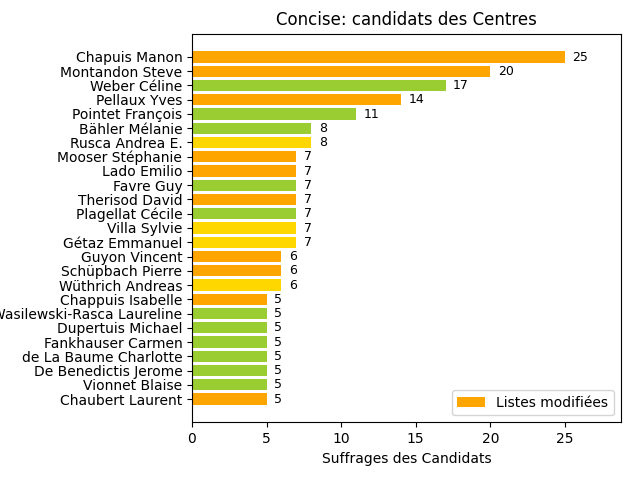 Concise: candidats des Centres
Chapuis Manon 25
Montandon Steve 20
Weber Céline 17
Pellaux Yves 14
Pointet François 11
Bähler Mélanie 8
Rusca Andrea E. 8
Mooser Stéphanie 7
Lado Emilio 7
Favre Guy 7
Therisod David 7
Plagellat Cécile 7
Villa Sylvie 7
Gétaz Emmanuel 7
Guyon Vincent 6
Schüpbach Pierre 6
Wüthrich Andreas 6
Chappuis Isabelle 5
Wasilewski-Rasca Laureline 5
Dupertuis Michael 5
Fankhauser Carmen 5
de La Baume Charlotte 5
De Benedictis Jerome 5
Vionnet Blaise 5
Chaubert Laurent 5
Listes modifiées
0 5 10 15 20 25
Suffrages des Candidats